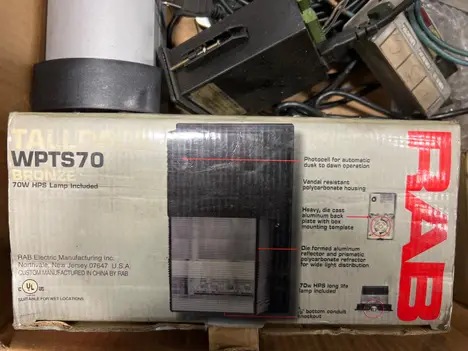 WPTS70
BRONZE
70W HPS Lamp Included
RAB Electric Manufacturing Inc.
Northvale, New Jersey 07647 U.S.A.
CUSTOM MANUFACTURED IN CHINA BY RAB
UL
SUITABLE FOR WET LOCATIONS
Photocell for automatic
dusk to dawn operation
Vandal resistant
polycarbonate housing
Heavy, die cast
aluminum back
plate with box
mounting template
Die formed aluminum
reflector and prismatic
polycarbonate refractor
for wide light distribution
70w HPS long life
lamp included
bottom conduit
knockout
RAB